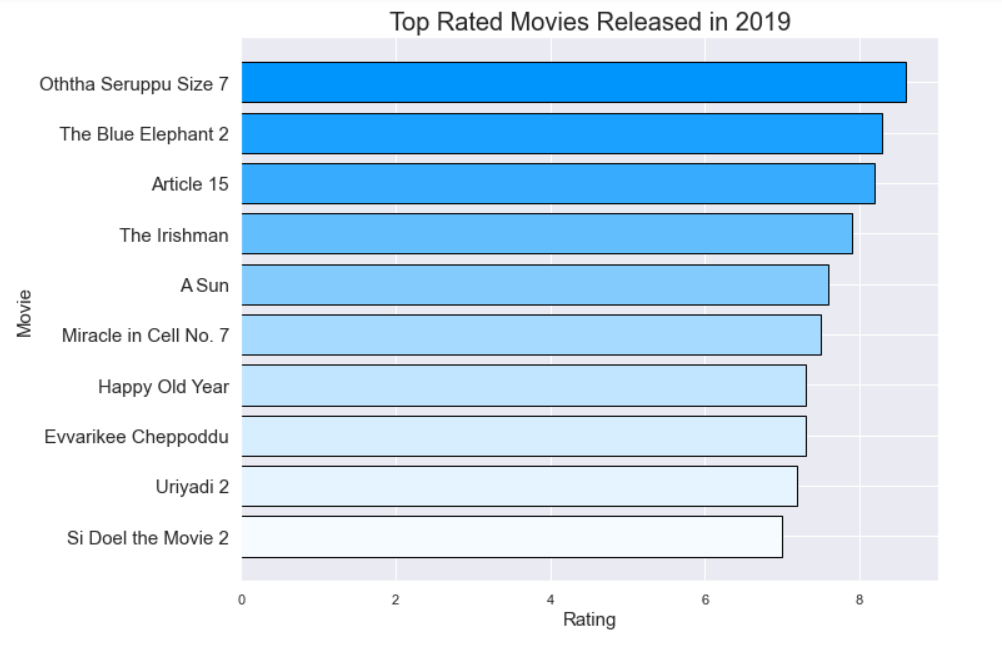 Top Rated Movies Released in 2019
Oththa Seruppu Size 7
The Blue Elephant 2
Article 15
The Irishman
A Sun
Miracle in Cell No. 7
Happy Old Year
Evvarikee Cheppoddu
Uriyadi 2
Si Doel the Movie 2
Movie
0 2 4 6 8
Rating